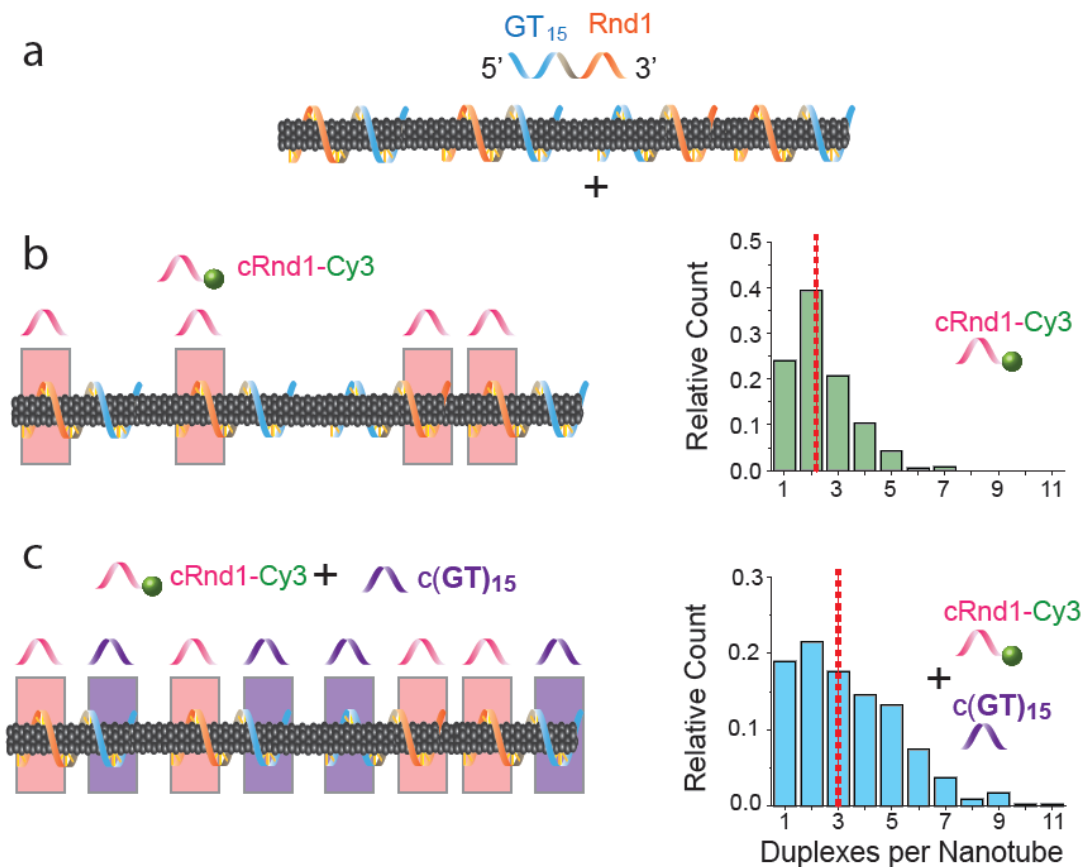 a
GT15 Rnd1
5’ 3’
+
b
cRnd1-Cy3
Relative Count
0.5
0.4
0.3
0.2
0.1
0.0
1 3 5 7 9 11
cRnd1-Cy3
c
cRnd1-Cy3 + c(GT)15
Relative Count
0.3
0.2
0.1
0.0
1 3 5 7 9 11
Duplexes per Nanotube
cRnd1-Cy3
+
c(GT)15